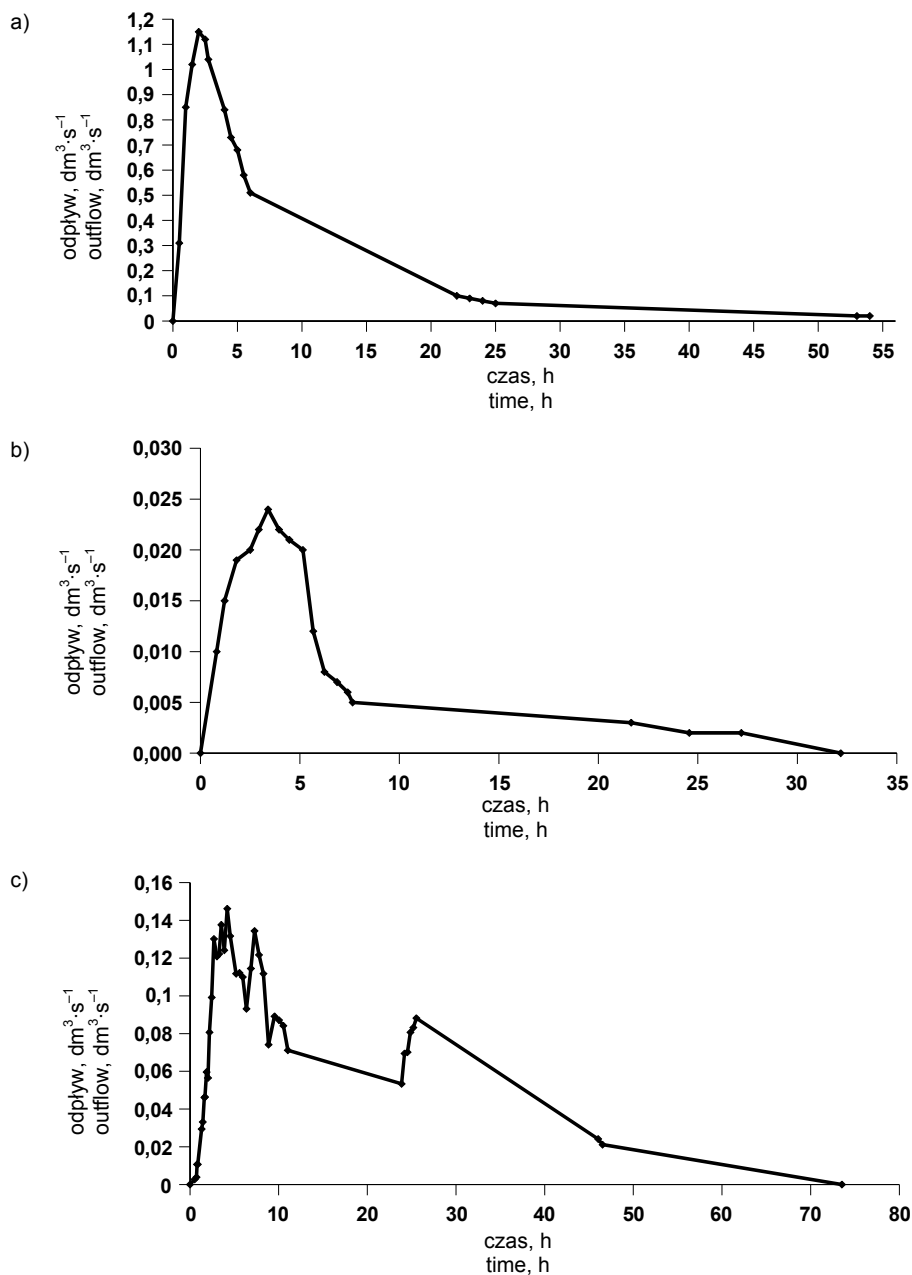 a)
1,2
1,1
1
0,9
0,8
0,7
0,6
0,5
0,4
0,3
0,2
0,1
0
odpływ, dm³·s⁻¹
outflow, dm³·s⁻¹
0 5 10 15 20 25 30 35 40 45 50 55
czas, h
time, h
b)
0,030
0,025
0,020
0,015
0,010
0,005
0,000
odpływ, dm³·s⁻¹
outflow, dm³·s⁻¹
0 5 10 15 20 25 30 35
czas, h
time, h
c)
0,16
0,14
0,12
0,1
0,08
0,06
0,04
0,02
0
odpływ, dm³·s⁻¹
outflow, dm³·s⁻¹
0 10 20 30 40 50 60 70 80
czas, h
time, h